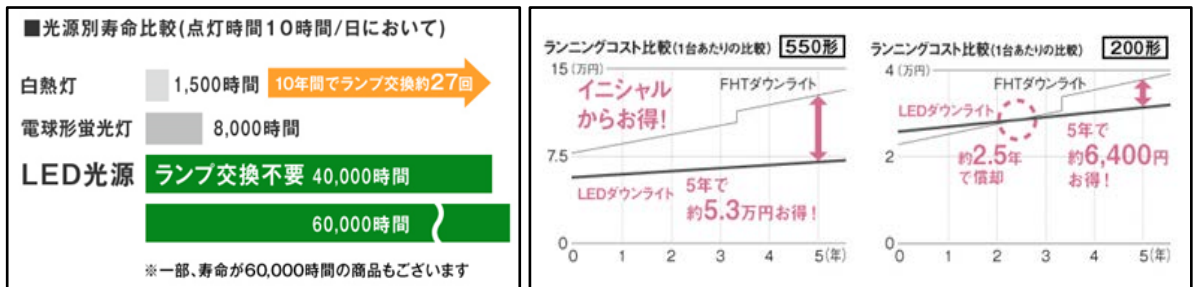 ■光源別寿命比較(点灯時間10時間/日において)
白熱灯
1,500時間
10年間でランプ交換約27回
電球形蛍光灯
8,000時間
LED光源
ランプ交換不要 40,000時間
60,000時間
※一部、寿命が60,000時間の商品もございます
ランニングコスト比較(1台あたりの比較) 550形
15 (万円)
FHTダウンライト
イニシャル
からお得!
7.5
LEDダウンライト
5年で
約5.3万円お得!
0
0 1 2 3 4 5(年)
ランニングコスト比較(1台あたりの比較) 200形
4 (万円)
FHTダウンライト
LEDダウンライト
2
約2.5年
で償却
5年で
約6,400円
お得!
0
0 1 2 3 4 5(年)